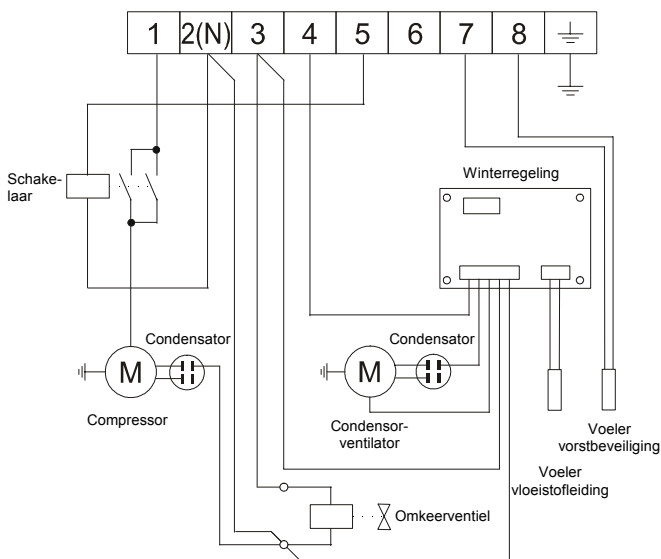 1 2(N) 3 4 5 6 7 8
Schake-
laar
Winterregeling
Condensator
M
Compressor
Condensator
M
Condensor-
ventilator
Voeler
vorstbeveiliging
Voeler
vloeistofleiding
Omkeerventiel